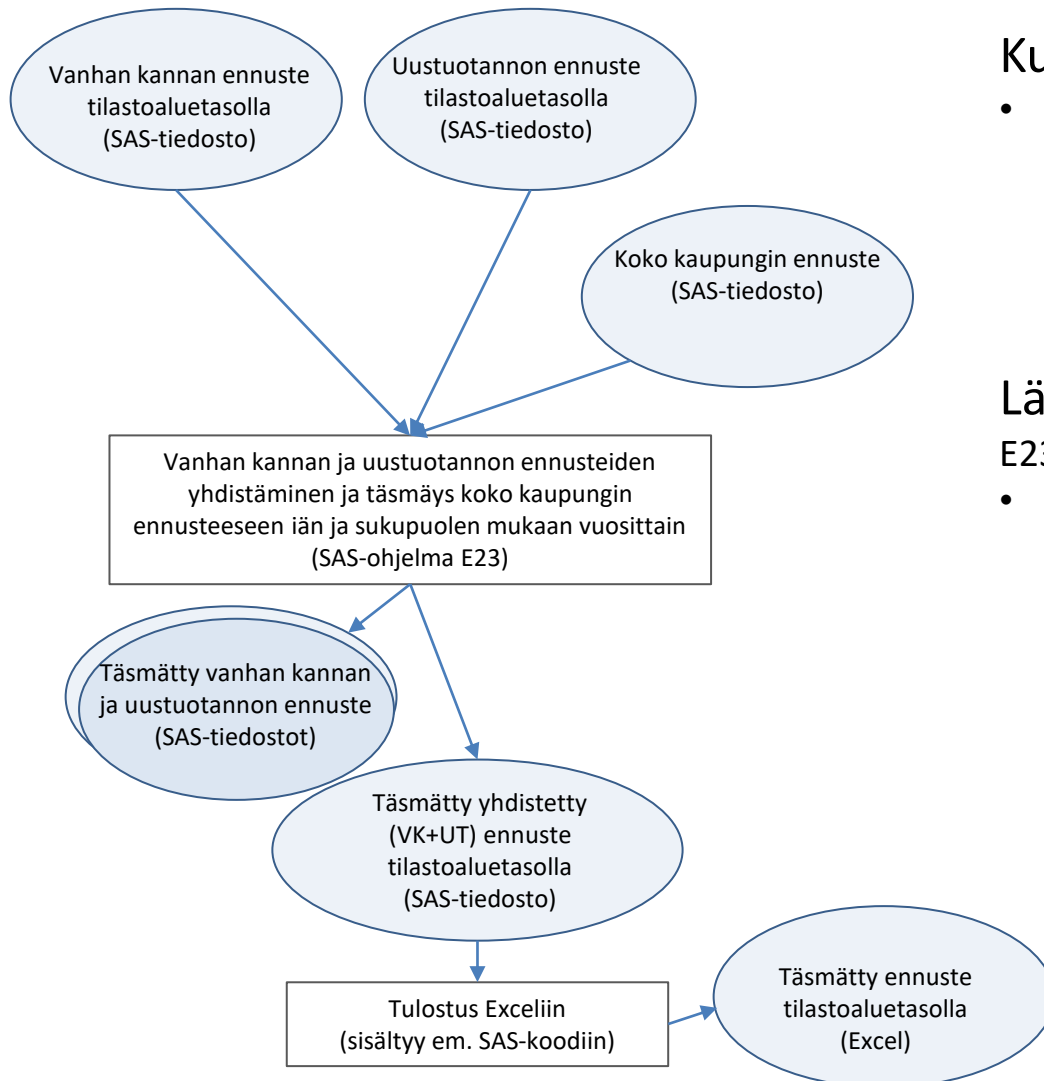 Vanhan kannan ennuste
tilastoaluetasolla
(SAS-tiedosto)
Uustuotannon ennuste
tilastoaluetasolla
(SAS-tiedosto)
Koko kaupungin ennuste
(SAS-tiedosto)
Vanhan kannan ja uustuotannon ennusteiden
yhdistäminen ja täsmäys koko kaupungin
ennusteeseen iän ja sukupuolen mukaan vuosittain
(SAS-ohjelma E23)
Täsmätty vanhan kannan
ja uustuotannon ennuste
(SAS-tiedostot)
Täsmätty yhdistetty
(VK+UT) ennuste
tilastoaluetasolla
(SAS-tiedosto)
Tulostus Exceliin
(sisältyy em. SAS-koodiin)
Täsmätty ennuste
tilastoaluetasolla
(Excel)
Ku
•
Lä
E23
•